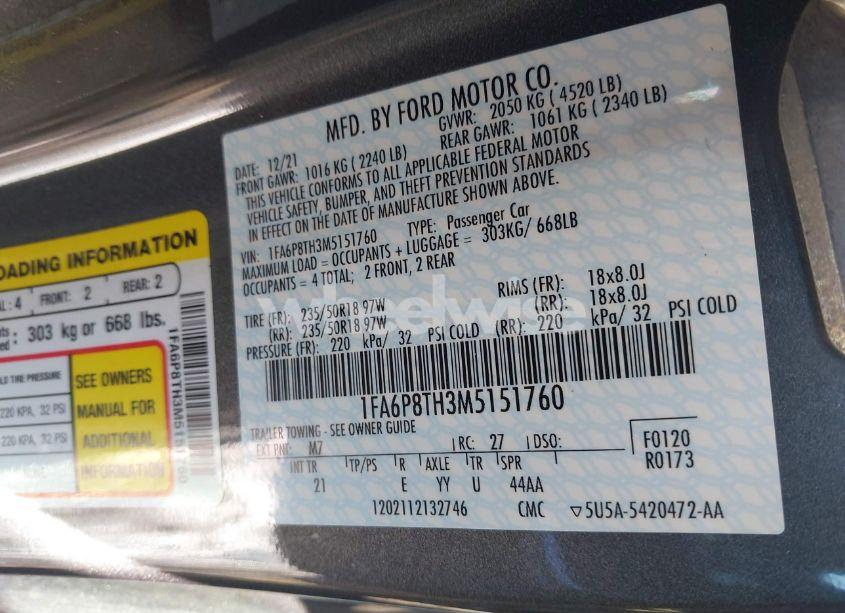 MFD. BY FORD MOTOR CO.
DATE: 12/21 GVWR: 2050 KG ( 4520 LB)
FRONT GAWR: 1016 KG ( 2240 LB) REAR GAWR: 1061 KG ( 2340 LB)
THIS VEHICLE CONFORMS TO ALL APPLICABLE FEDERAL MOTOR
VEHICLE SAFETY, BUMPER, AND THEFT PREVENTION STANDARDS
IN EFFECT ON THE DATE OF MANUFACTURE SHOWN ABOVE.
VIN: 1FA6P8TH3M5151760 TYPE: Passenger Car
MAXIMUM LOAD = OCCUPANTS + LUGGAGE = 303KG/ 668LB
OCCUPANTS = 4 TOTAL; 2 FRONT, 2 REAR
TIRE (FR): 235/50R18 97W RIMS (FR): 18x8.0J
(RR): 235/50R18 97W (RR): 18x8.0J
PRESSURE (FR): 220 kPa/ 32 PSI COLD (RR): 220 kPa/ 32 PSI COLD
1FA6P8TH3M5151760
TRAILER TOWING - SEE OWNER GUIDE
EXT PNT: M7 RC: 27 DSO: F0120
R0173
INT TR TP/PS R AXLE TR SPR
21 E YY U 44AA
1202112132746 CMC ▽5U5A-5420472-AA
OADING INFORMATION
AL : 4 FRONT: 2 REAR: 2
303 kg or 668 lbs.
1FA6P8TH3M5151760
TIRE PRESSURE
220 KPA, 32 PSI
220 KPA, 32 PSI
SEE OWNERS
MANUAL FOR
ADDITIONAL
INFORMATION
wheelwise